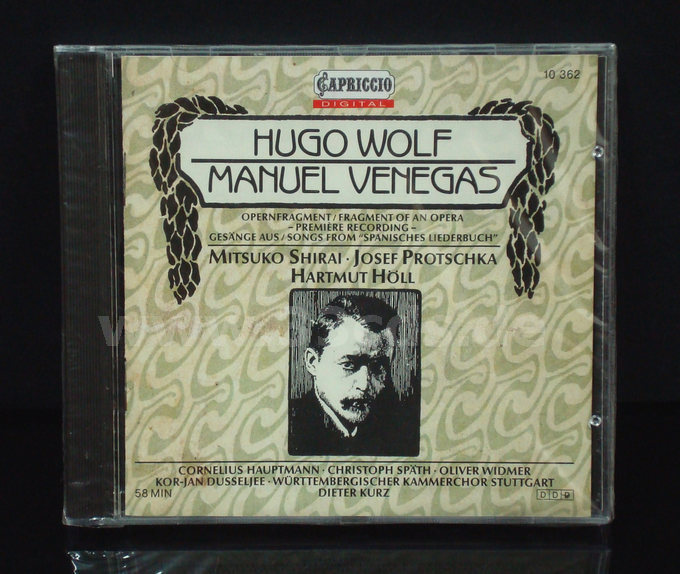 CAPRICCIO
DIGITAL
10 362
HUGO WOLF
MANUEL VENEGAS
OPERNFRAGMENT / FRAGMENT OF AN OPERA
– PREMIÈRE RECORDING –
GESÄNGE AUS / SONGS FROM "SPANISCHES LIEDERBUCH"
MITSUKO SHIRAI · JOSEF PROTSCHKA
HARTMUT HÖLL
CORNELIUS HAUPTMANN · CHRISTOPH SPÄTH · OLIVER WIDMER
KOR-JAN DUSSELJEE · WÜRTTEMBERGISCHER KAMMERCHOR STUTTGART
58 MIN
DIETER KURZ
DDD